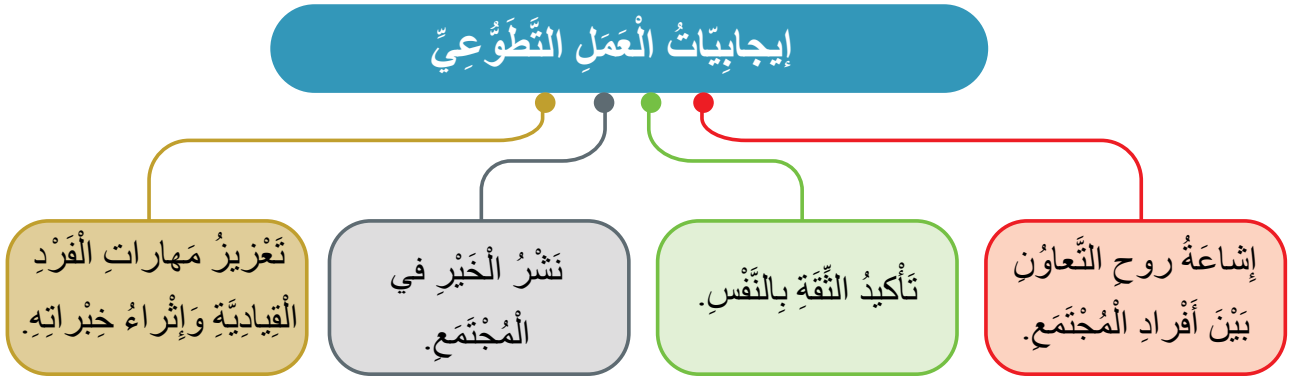 إيجابِيّاتُ الْعَمَلِ التَّطَوُّعِيِّ
إِشاعَةُ روحِ التَّعاوُنِ
بَيْنَ أَفْرادِ الْمُجْتَمَعِ.
تَأْكيدُ الثِّقَةِ بِالنَّفْسِ.
نَشْرُ الْخَيْرِ في
الْمُجْتَمَعِ.
تَعْزيزُ مَهاراتِ الْفَرْدِ
الْقِيادِيَّةِ وَإِثْراءُ خِبْراتِهِ.